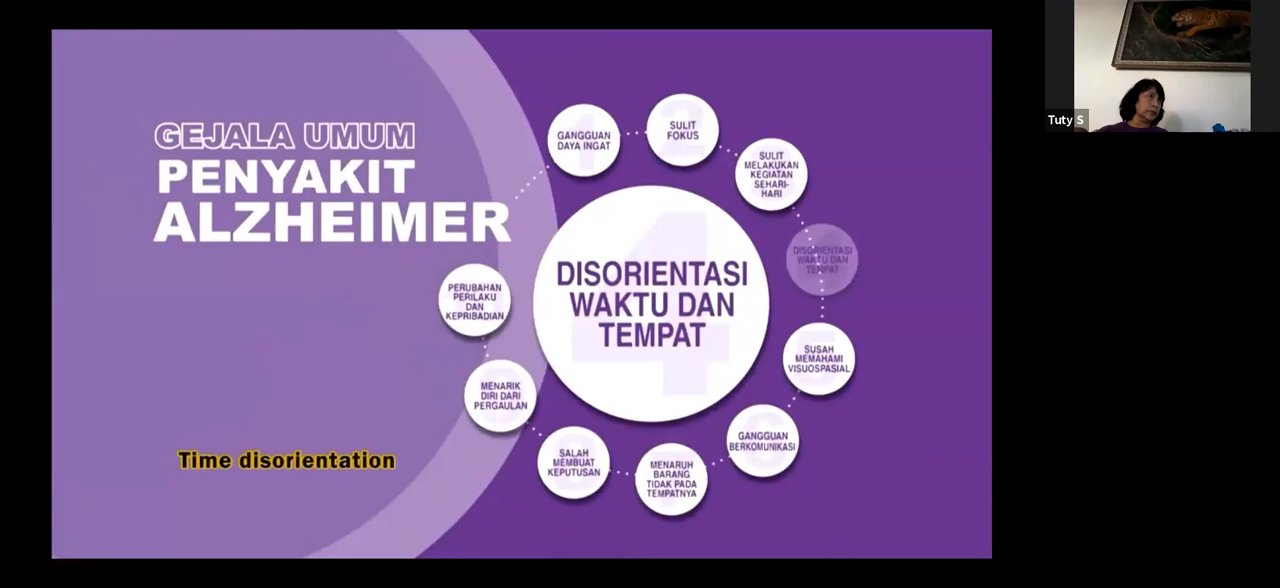 GEJALA UMUM
PENYAKIT
ALZHEIMER
GANGGUAN
DAYA INGAT
SULIT
FOKUS
SULIT
MELAKUKAN
KEGIATAN
SEHARI-
HARI
DISORIENTASI
WAKTU DAN
TEMPAT
DISORIENTASI
WAKTU DAN
TEMPAT
SUSAH
MEMAHAMI
VISUOSPASIAL
GANGGUAN
BERKOMUNIKASI
MENARUH
BARANG
TIDAK PADA
TEMPATNYA
SALAH
MEMBUAT
KEPUTUSAN
MENARIK
DIRI DARI
PERGAULAN
PERUBAHAN
PERILAKU
DAN
KEPRIBADIAN
4
Time disorientation
Tuty S